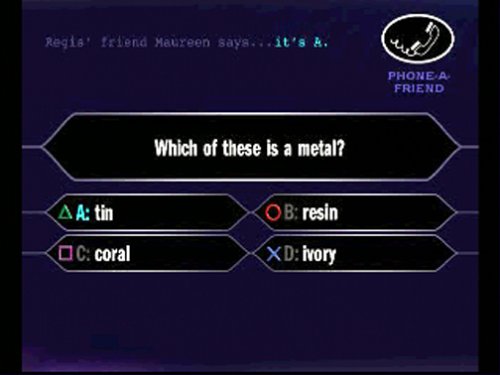 Regis' friend Maureen says...it's A.
PHONE-A-
FRIEND
Which of these is a metal?
A: tin
B: resin
C: coral
D: ivory